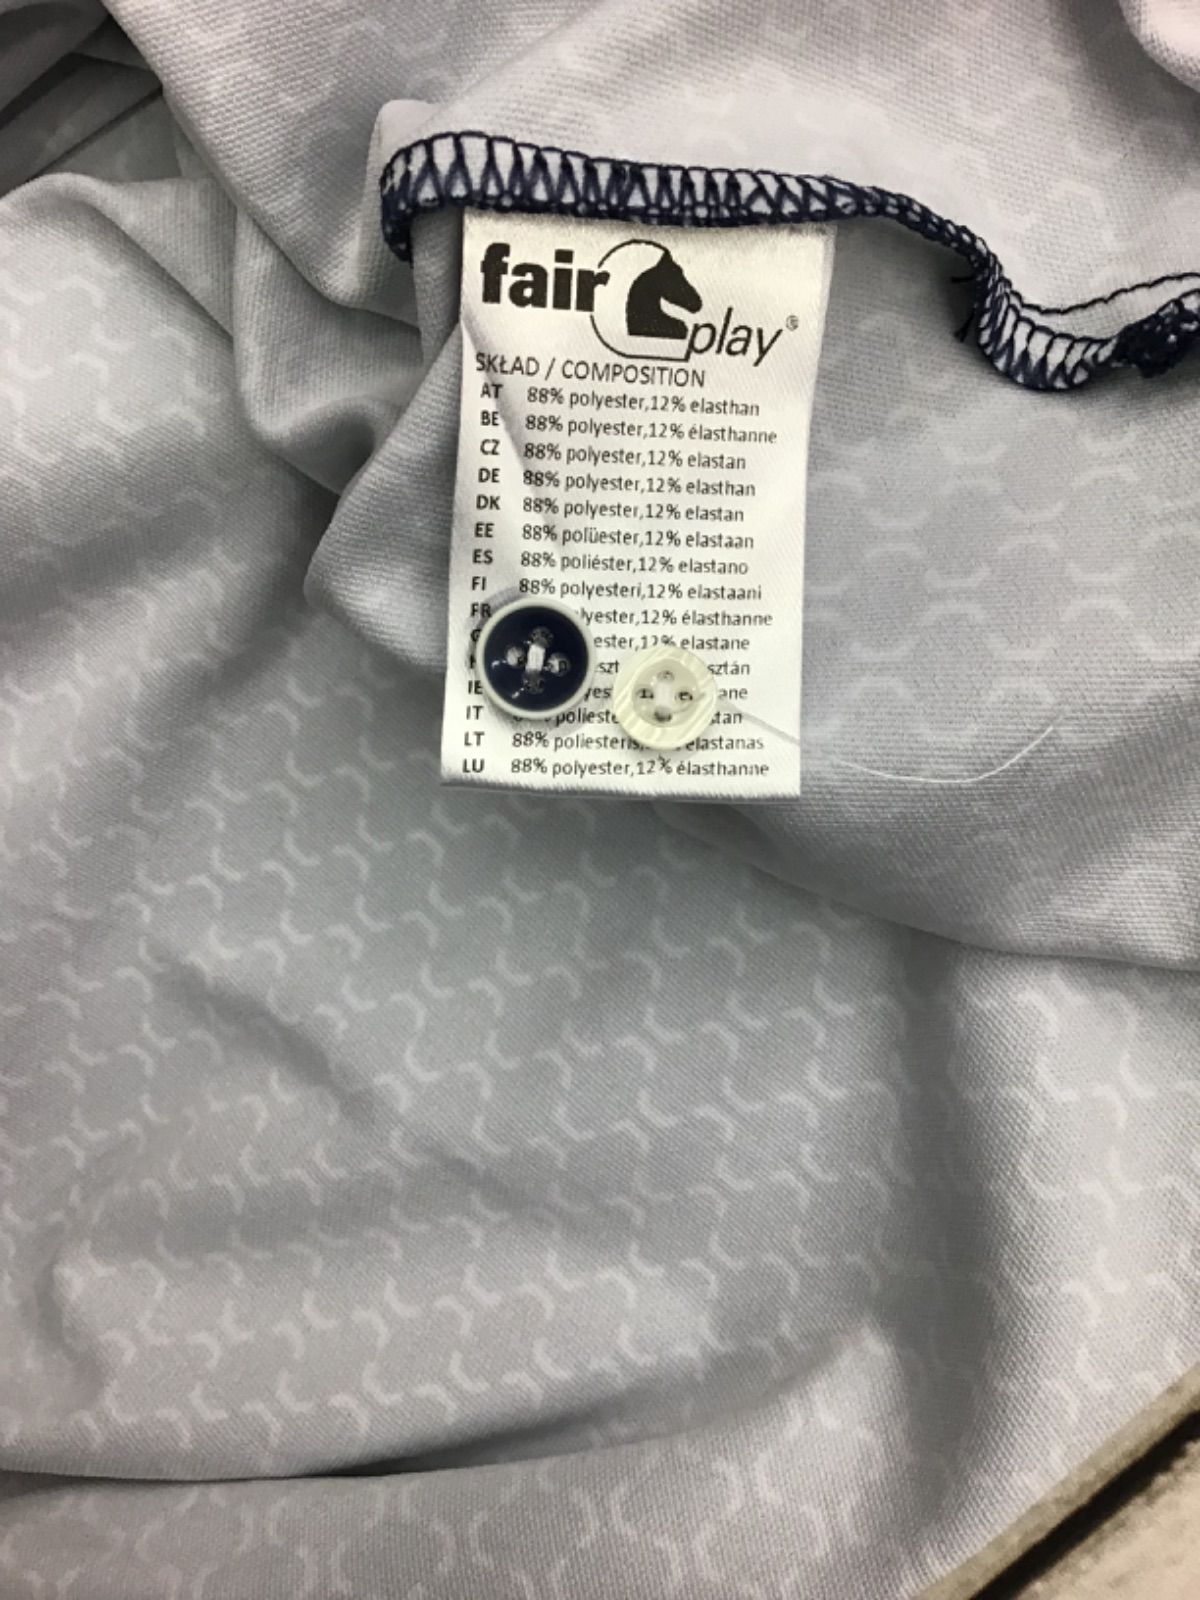 fair play®
SKŁAD / COMPOSITION
AT 88% polyester,12% elasthan
BE 88% polyester,12% élasthanne
CZ 88% polyester,12% elastan
DE 88% polyester,12% elasthan
DK 88% polyester,12% elastan
EE 88% polüester,12% elastaan
ES 88% poliéster,12% elastano
FI 88% polyesteri,12% elastaani
FR lyester,12% élasthanne
ester,12% elastane
sztán
IE ane
IT tan
LT 88% poliesteris, elastanas
LU 88% polyester,12% élasthanne